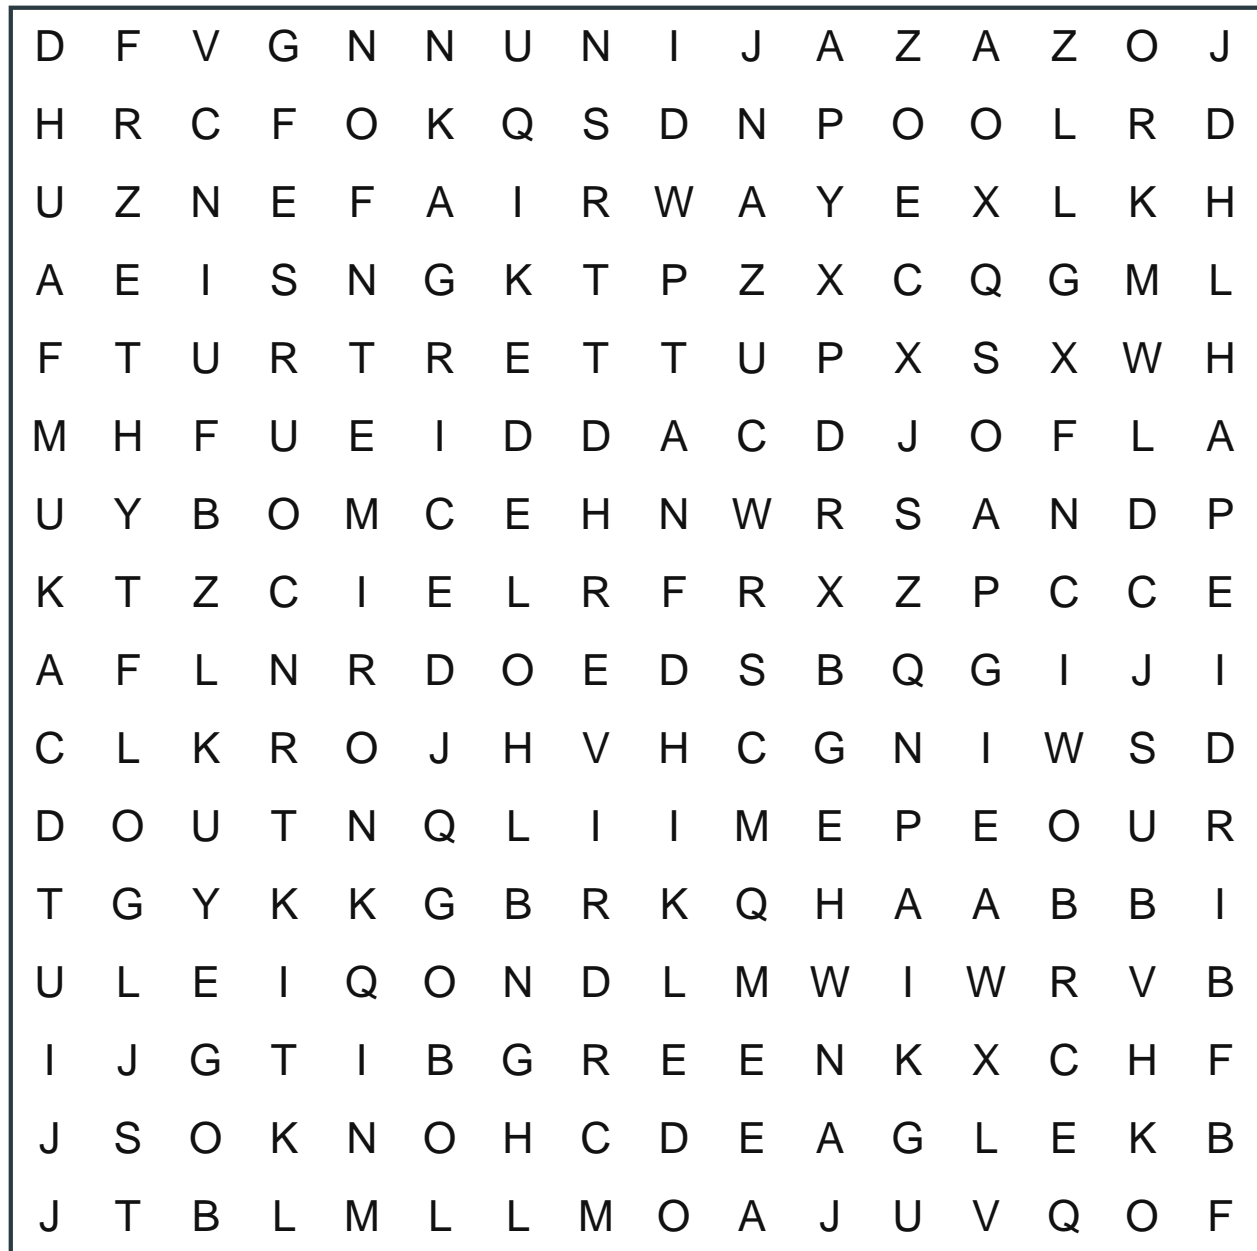 D F V G N N U N I J A Z A Z O J
H R C F O K Q S D N P O O L R D
U Z N E F A I R W A Y E X L K H
A E I S N G K T P Z X C Q G M L
F T U R T R E T T U P X S X W H
M H F U E I D D A C D J O F L A
U Y B O M C E H N W R S A N D P
K T Z C I E L R F R X Z P C C E
A F L N R D O E D S B Q G I J I
C L K R O J H V H C G N I W S D
D O U T N Q L I I M E P E O U R
T G Y K K G B R K Q H A A B B I
U L E I Q O N D L M W I W R V B
I J G T I B G R E E N K X C H F
J S O K N O H C D E A G L E K B
J T B L M L L M O A J U V Q O F